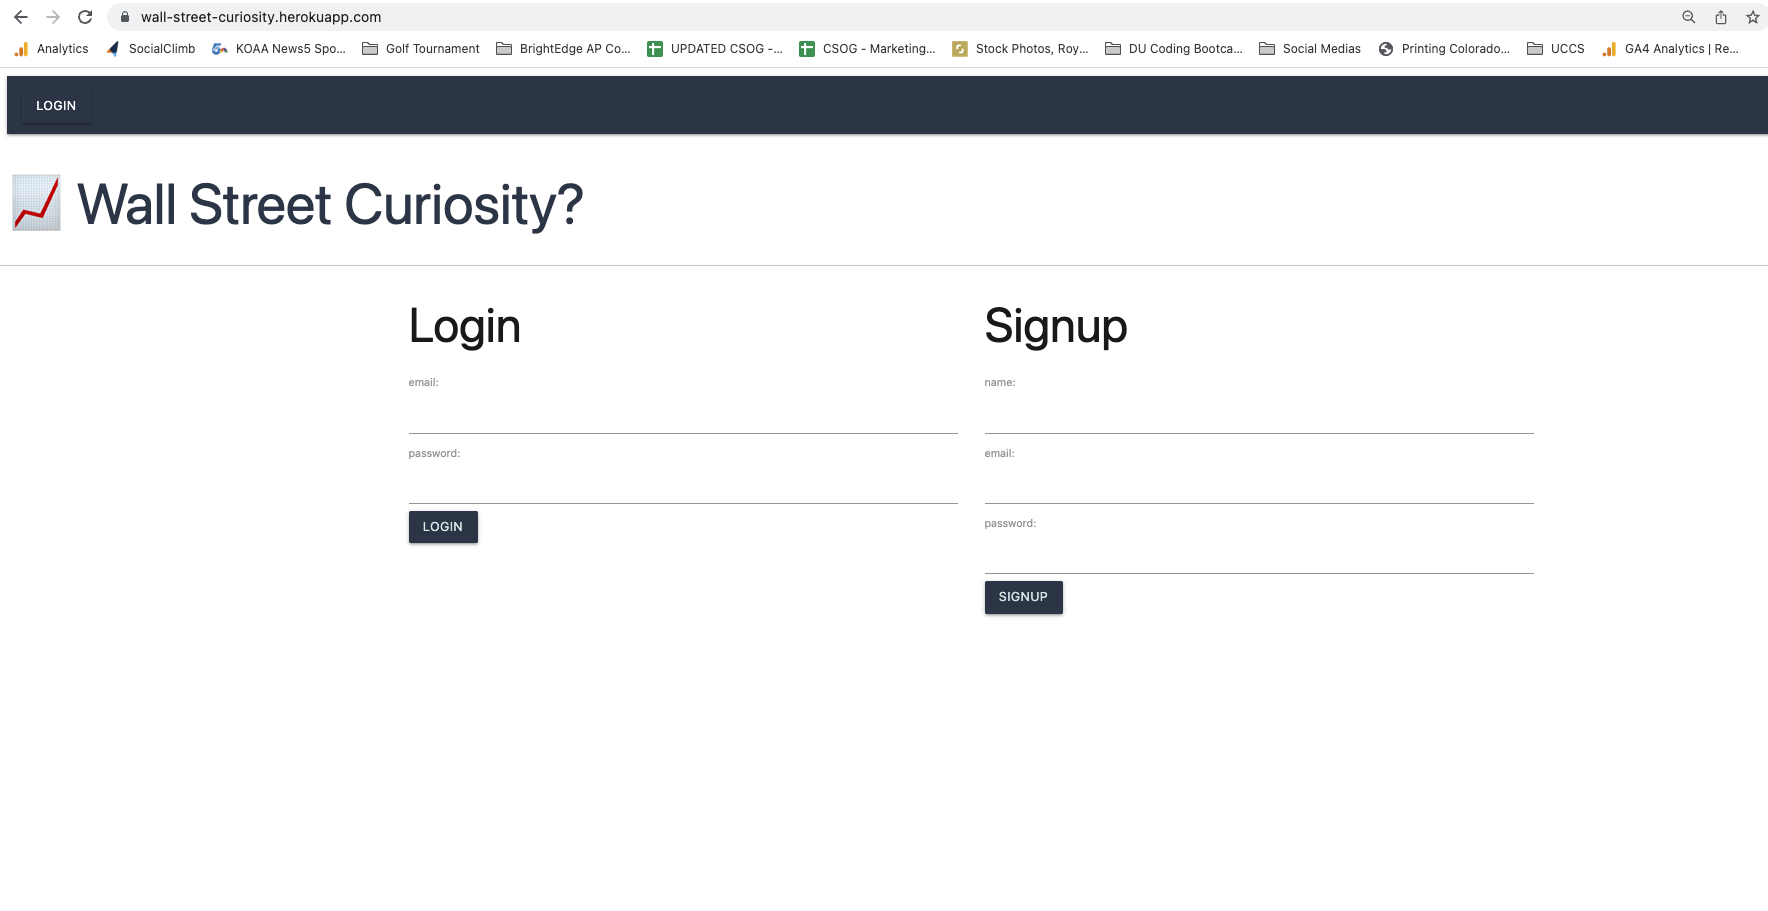 wall-street-curiosity.herokuapp.com
Analytics SocialClimb KOAA News5 Spo... Golf Tournament BrightEdge AP Co... UPDATED CSOG -... CSOG - Marketing... Stock Photos, Roy... DU Coding Bootca... Social Medias Printing Colorado... UCCS GA4 Analytics | Re...
LOGIN
Wall Street Curiosity?
Login
email:
password:
LOGIN
Signup
name:
email:
password:
SIGNUP